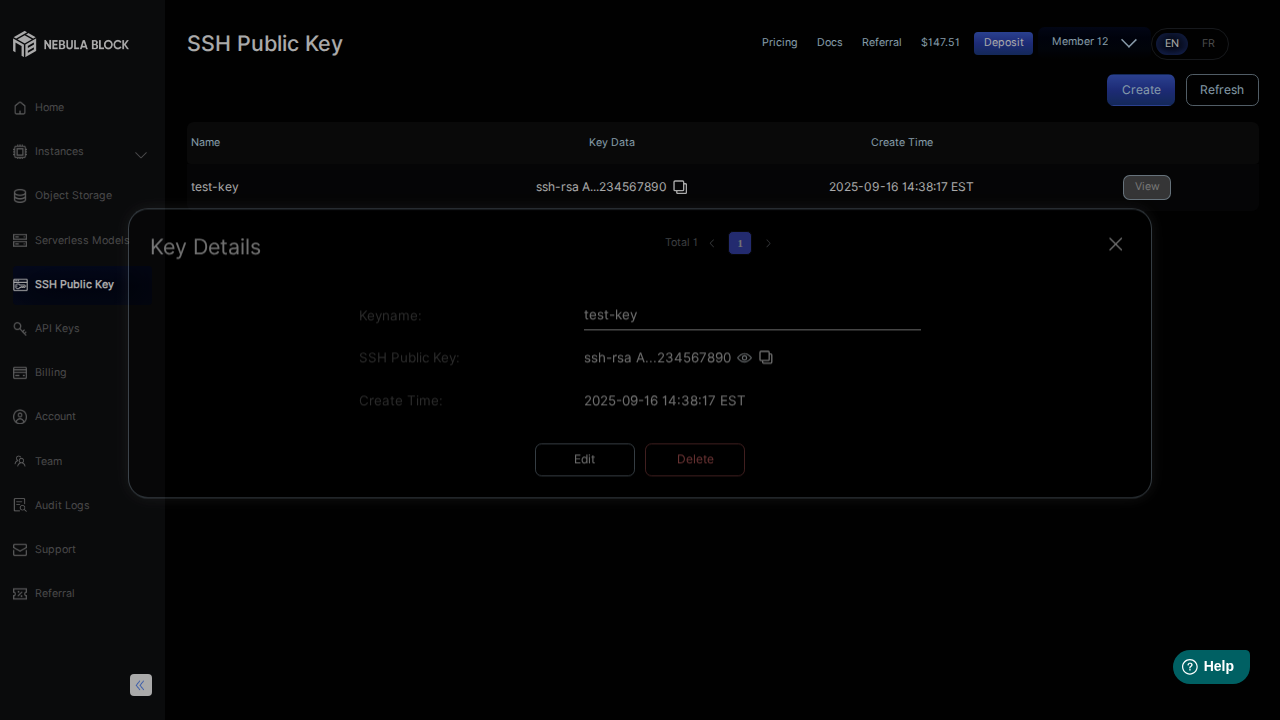 NEBULA BLOCK
SSH Public Key
Pricing
Docs
Referral
$147.51
Deposit
Member 12
EN
FR
Create
Refresh
Home
Instances
Object Storage
Serverless Models
SSH Public Key
API Keys
Billing
Account
Team
Audit Logs
Support
Referral
Name
Key Data
Create Time
test-key
ssh-rsa A...234567890
2025-09-16 14:38:17 EST
View
Total 1
1
Key Details
Keyname:
test-key
SSH Public Key:
ssh-rsa A...234567890
Create Time:
2025-09-16 14:38:17 EST
Edit
Delete
Help